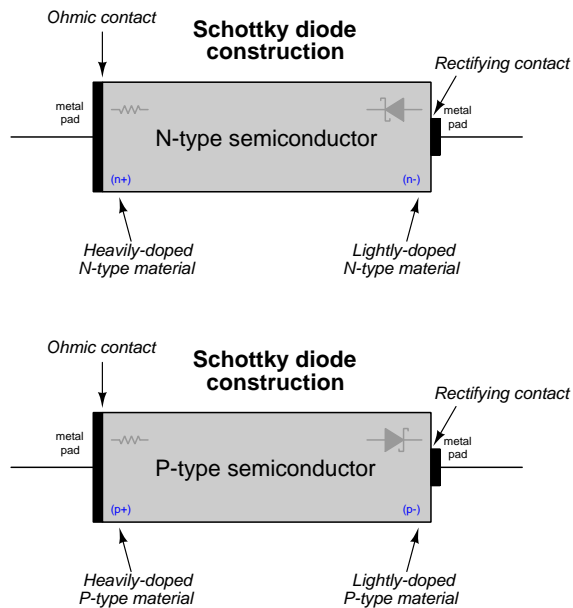 Ohmic contact
Schottky diode
construction
Rectifying contact
metal
pad
metal
pad
N-type semiconductor
(n+)
(n-)
Heavily-doped
N-type material
Lightly-doped
N-type material
Ohmic contact
Schottky diode
construction
Rectifying contact
metal
pad
metal
pad
P-type semiconductor
(p+)
(p-)
Heavily-doped
P-type material
Lightly-doped
P-type material